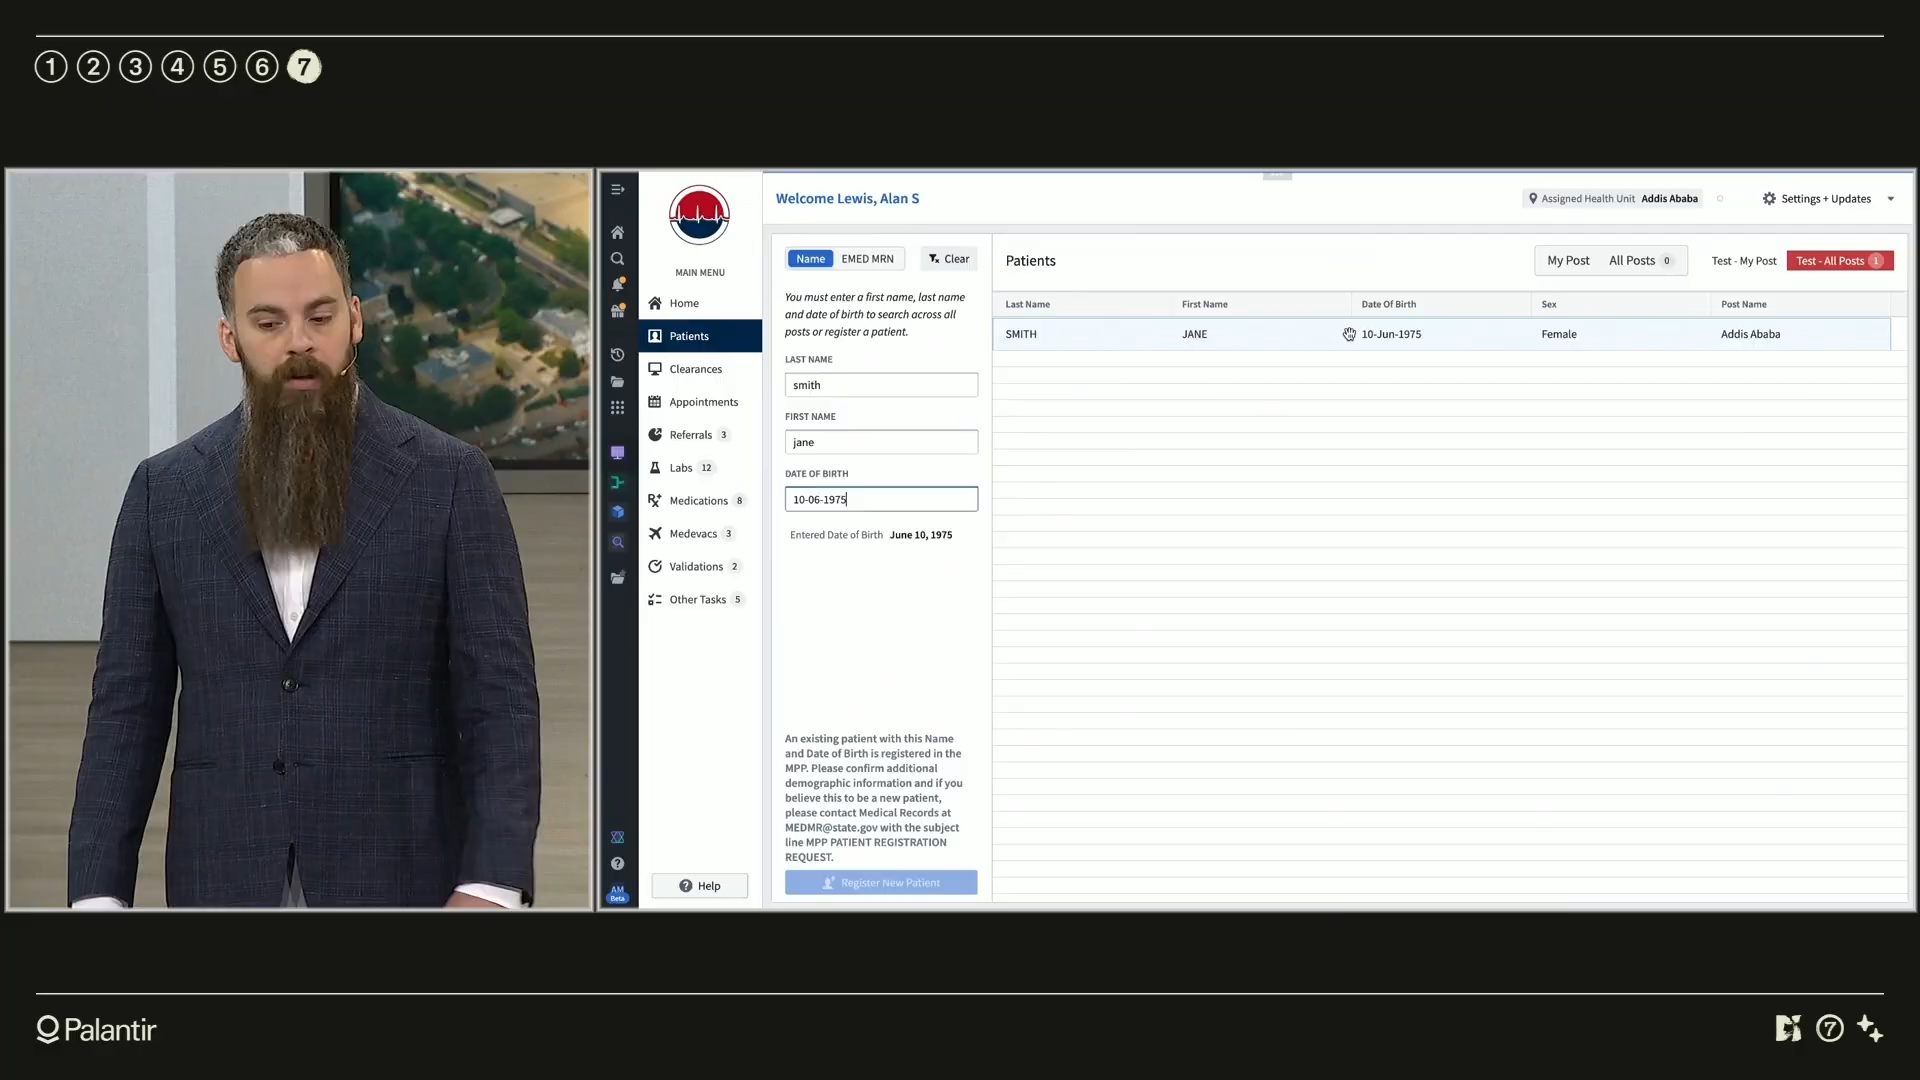 1 2 3 4 5 6 7
Welcome Lewis, Alan S
Assigned Health Unit Addis Ababa
Settings + Updates
MAIN MENU
Home
Patients
Clearances
Appointments
Referrals 3
Labs 12
Medications 8
Medevacs 3
Validations 2
Other Tasks 5
Help
AM
Beta
Name EMED MRN Clear
You must enter a first name, last name
and date of birth to search across all
posts or register a patient.
LAST NAME
smith
FIRST NAME
jane
DATE OF BIRTH
10-06-1975
Entered Date of Birth June 10, 1975
An existing patient with this Name
and Date of Birth is registered in the
MPP. Please confirm additional
demographic information and if you
believe this to be a new patient,
please contact Medical Records at
MEDMR@state.gov with the subject
line MPP PATIENT REGISTRATION
REQUEST.
Register New Patient
Patients
My Post All Posts 0 Test - My Post Test - All Posts 1
Last Name First Name Date Of Birth Sex Post Name
SMITH JANE 10-Jun-1975 Female Addis Ababa
Palantir
7